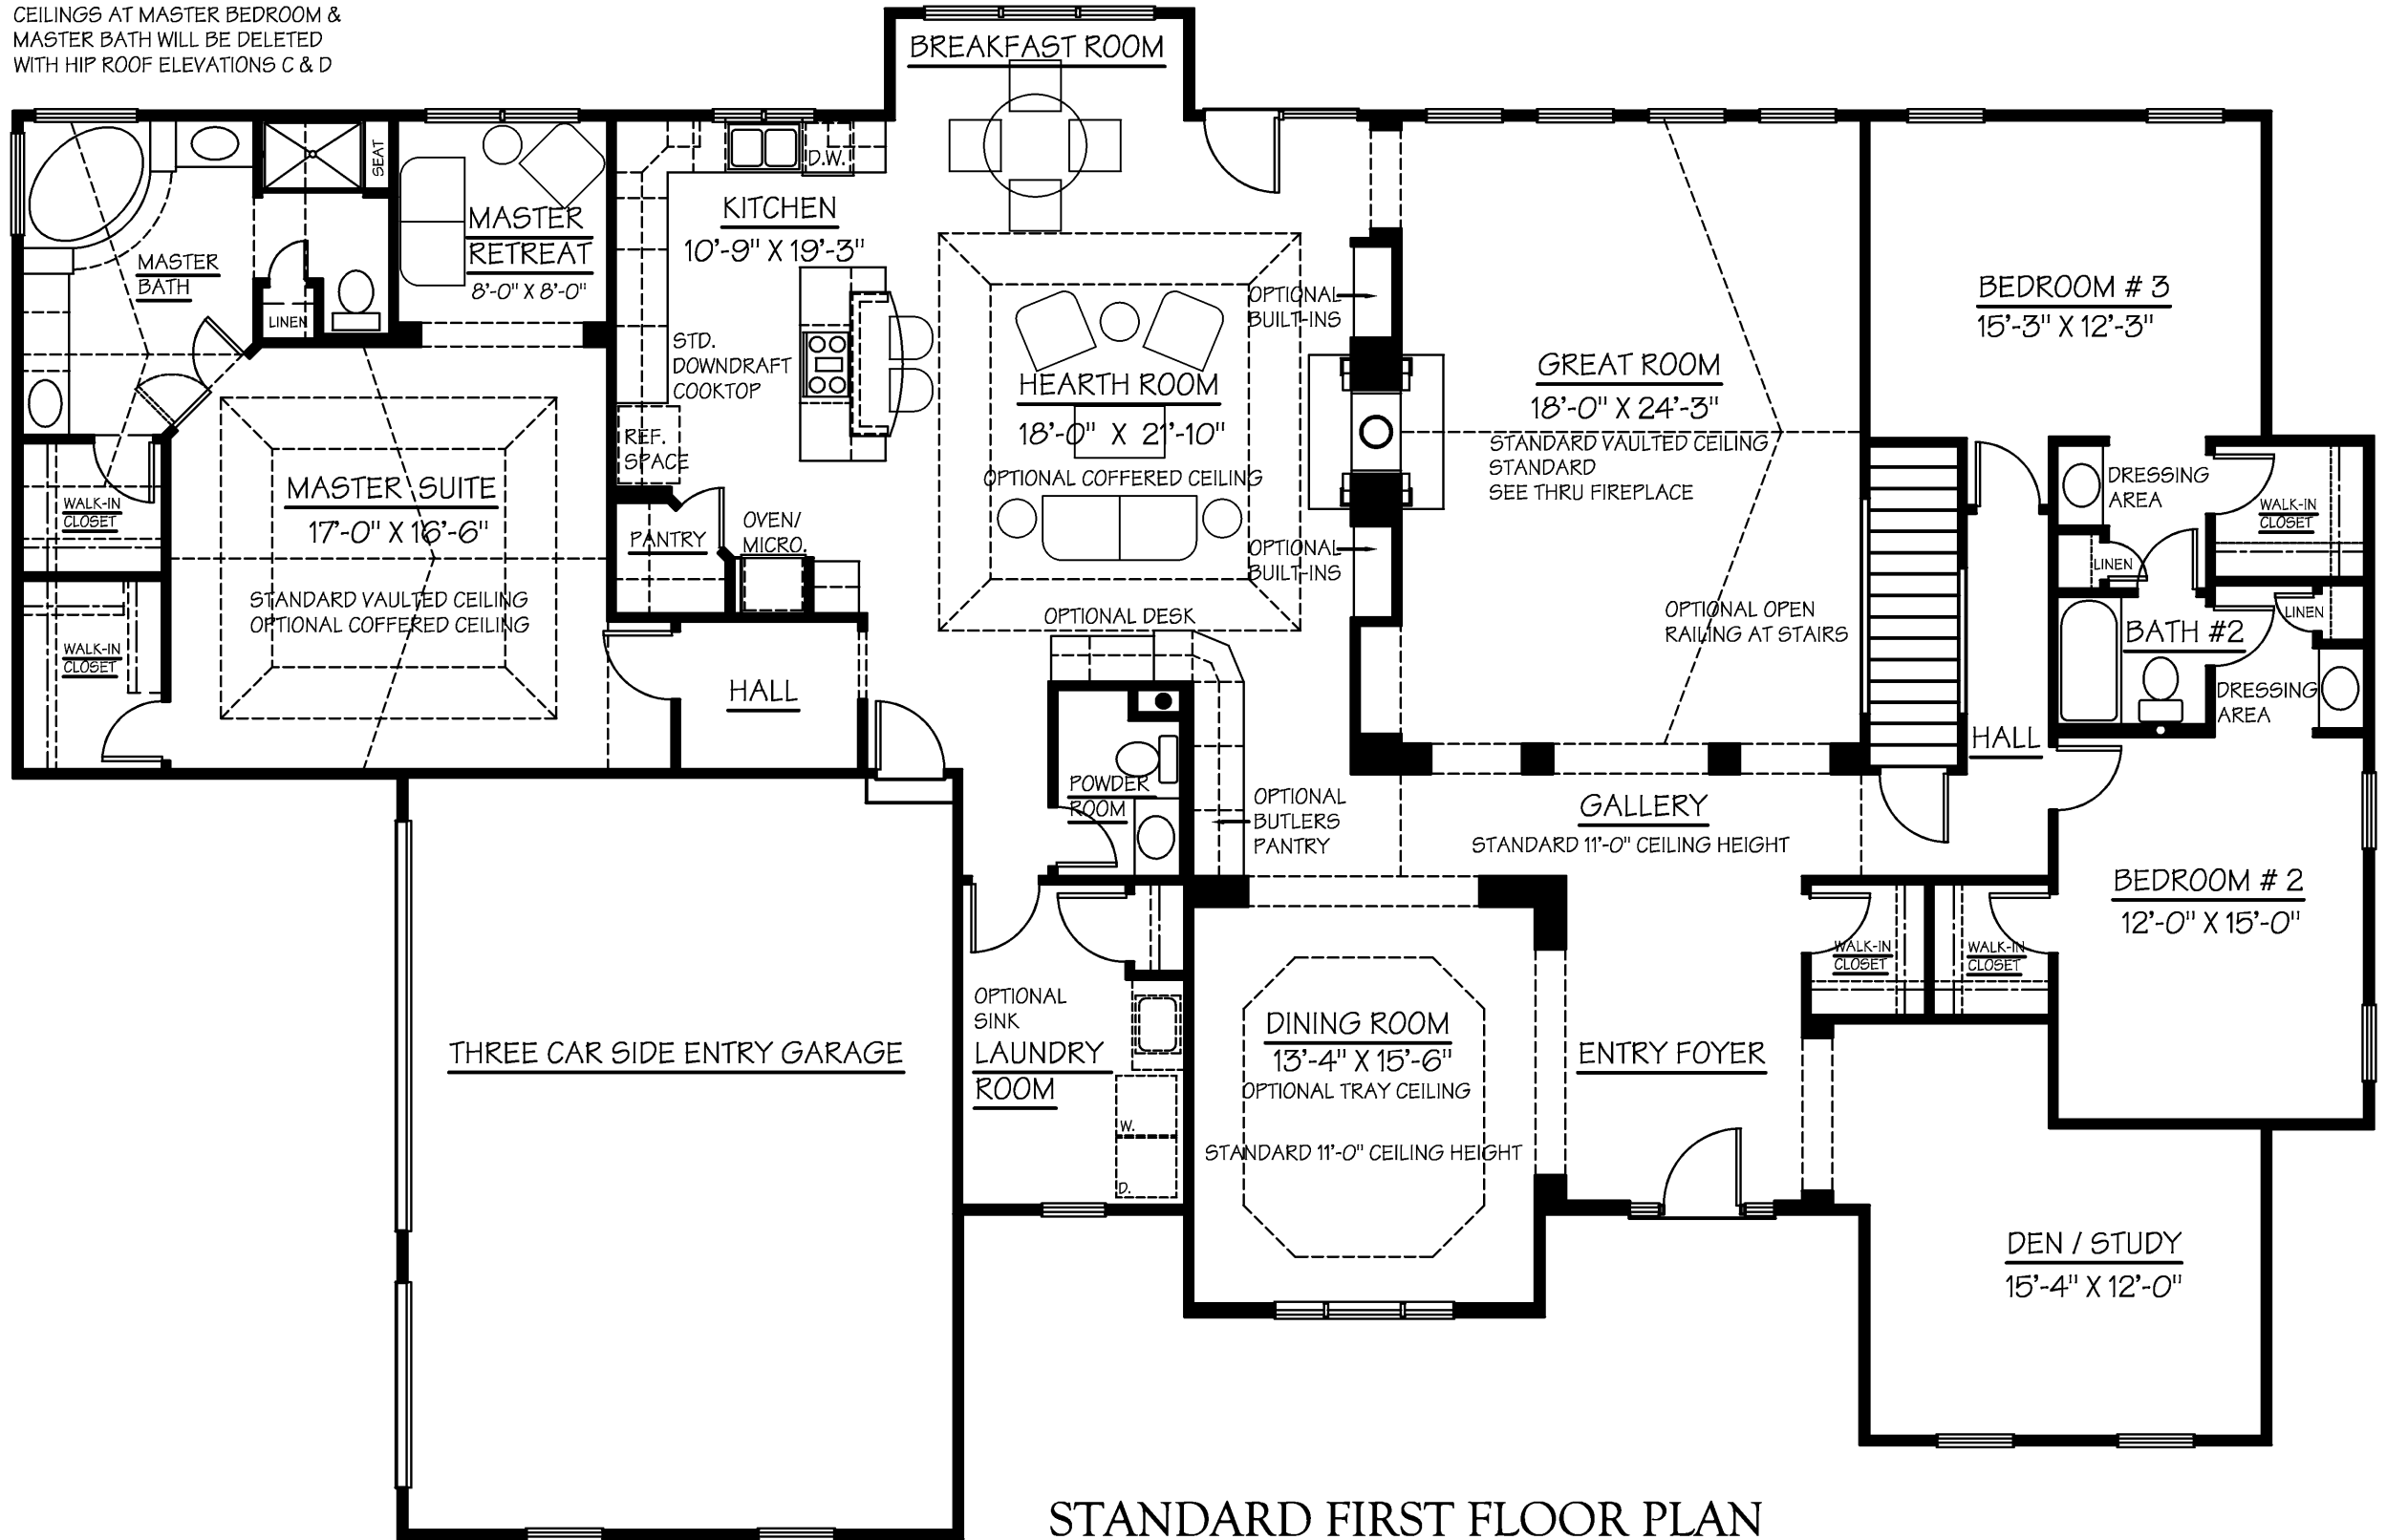 CEILINGS AT MASTER BEDROOM &
MASTER BATH WILL BE DELETED
WITH HIP ROOF ELEVATIONS C & D
BREAKFAST ROOM
SEAT
MASTER
BATH
LINEN
MASTER
RETREAT
8'-0" X 8'-0"
D.W.
KITCHEN
10'-9" X 19'-3"
STD.
DOWNDRAFT
COOKTOP
REF.
SPACE
PANTRY
OVEN/
MICRO.
HEARTH ROOM
18'-0" X 21'-10"
OPTIONAL COFFERED CEILING
OPTIONAL
BUILT-INS
OPTIONAL
BUILT-INS
GREAT ROOM
18'-0" X 24'-3"
STANDARD VAULTED CEILING
STANDARD
SEE THRU FIREPLACE
OPTIONAL OPEN
RAILING AT STAIRS
BEDROOM # 3
15'-3" X 12'-3"
DRESSING
AREA
WALK-IN
CLOSET
LINEN
LINEN
BATH #2
DRESSING
AREA
HALL
WALK-IN
CLOSET
MASTER SUITE
17'-0" X 16'-6"
STANDARD VAULTED CEILING
OPTIONAL COFFERED CEILING
WALK-IN
CLOSET
HALL
OPTIONAL DESK
POWDER
ROOM
OPTIONAL
BUTLERS
PANTRY
GALLERY
STANDARD 11'-0" CEILING HEIGHT
BEDROOM # 2
12'-0" X 15'-0"
WALK-IN
CLOSET
WALK-IN
CLOSET
THREE CAR SIDE ENTRY GARAGE
OPTIONAL
SINK
LAUNDRY
ROOM
W.
D.
DINING ROOM
13'-4" X 15'-6"
OPTIONAL TRAY CEILING
STANDARD 11'-0" CEILING HEIGHT
ENTRY FOYER
DEN / STUDY
15'-4" X 12'-0"
STANDARD FIRST FLOOR PLAN